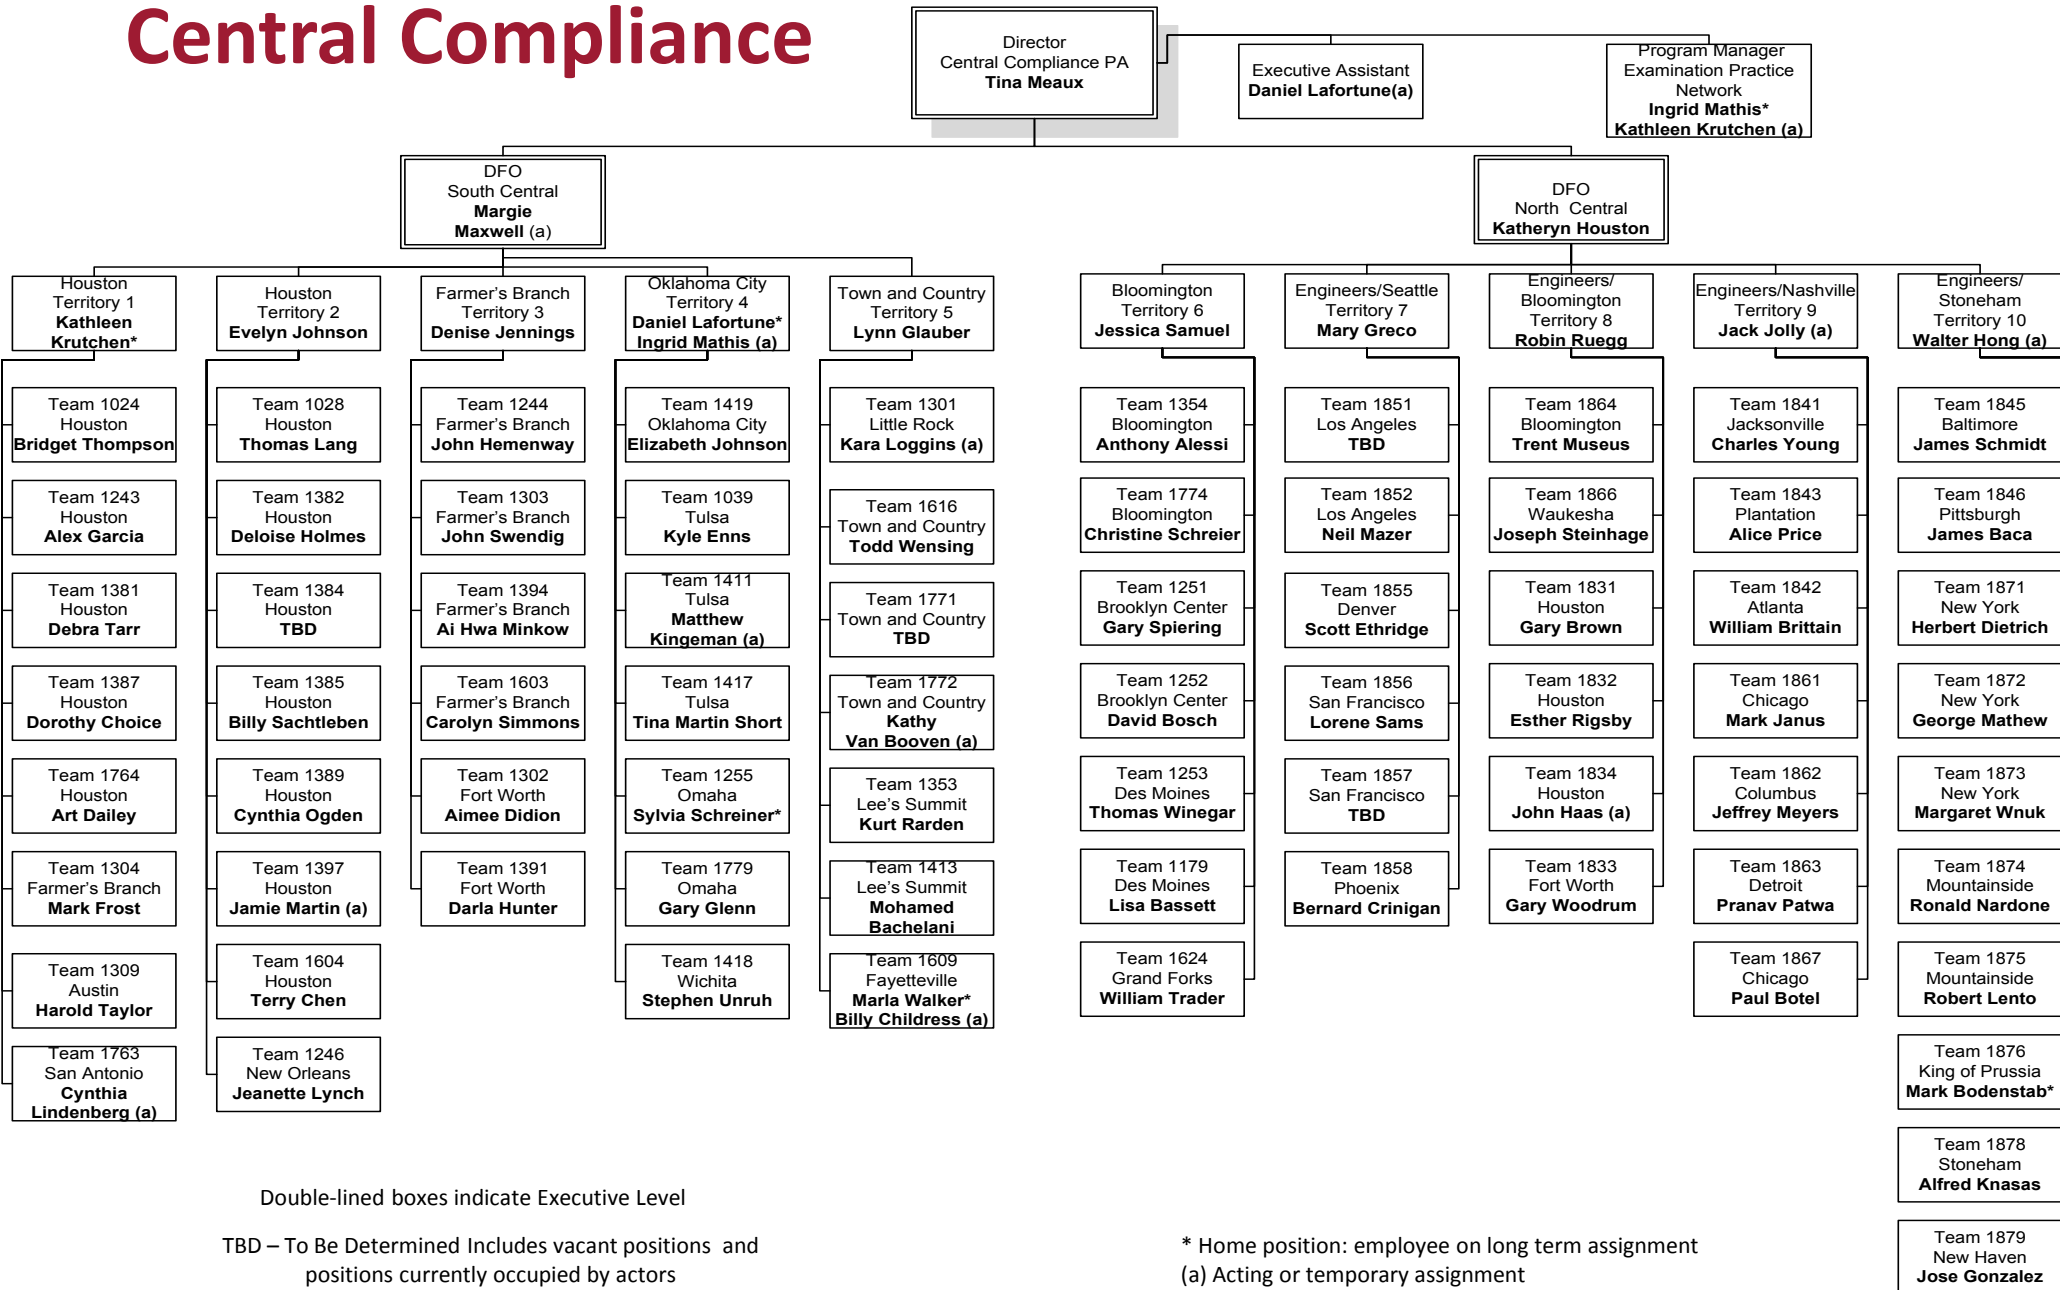 Central Compliance
Director
Central Compliance PA
Tina Meaux
Executive Assistant
Daniel Lafortune(a)
Program Manager
Examination Practice
Network
Ingrid Mathis*
Kathleen Krutchen (a)
DFO
South Central
Margie
Maxwell (a)
DFO
North Central
Katheryn Houston
Houston
Territory 1
Kathleen
Krutchen*
Team 1024
Houston
Bridget Thompson
Team 1243
Houston
Alex Garcia
Team 1381
Houston
Debra Tarr
Team 1387
Houston
Dorothy Choice
Team 1764
Houston
Art Dailey
Team 1304
Farmer's Branch
Mark Frost
Team 1309
Austin
Harold Taylor
Team 1763
San Antonio
Cynthia
Lindenberg (a)
Houston
Territory 2
Evelyn Johnson
Team 1028
Houston
Thomas Lang
Team 1382
Houston
Deloise Holmes
Team 1384
Houston
TBD
Team 1385
Houston
Billy Sachtleben
Team 1389
Houston
Cynthia Ogden
Team 1397
Houston
Jamie Martin (a)
Team 1604
Houston
Terry Chen
Team 1246
New Orleans
Jeanette Lynch
Farmer's Branch
Territory 3
Denise Jennings
Team 1244
Farmer's Branch
John Hemenway
Team 1303
Farmer's Branch
John Swendig
Team 1394
Farmer's Branch
Ai Hwa Minkow
Team 1603
Farmer's Branch
Carolyn Simmons
Team 1302
Fort Worth
Aimee Didion
Team 1391
Fort Worth
Darla Hunter
Oklahoma City
Territory 4
Daniel Lafortune*
Ingrid Mathis (a)
Team 1419
Oklahoma City
Elizabeth Johnson
Team 1039
Tulsa
Kyle Enns
Team 1411
Tulsa
Matthew
Kingeman (a)
Team 1417
Tulsa
Tina Martin Short
Team 1255
Omaha
Sylvia Schreiner*
Team 1779
Omaha
Gary Glenn
Team 1418
Wichita
Stephen Unruh
Town and Country
Territory 5
Lynn Glauber
Team 1301
Little Rock
Kara Loggins (a)
Team 1616
Town and Country
Todd Wensing
Team 1771
Town and Country
TBD
Team 1772
Town and Country
Kathy
Van Booven (a)
Team 1353
Lee's Summit
Kurt Rarden
Team 1413
Lee's Summit
Mohamed
Bachelani
Team 1609
Fayetteville
Marla Walker*
Billy Childress (a)
Bloomington
Territory 6
Jessica Samuel
Team 1354
Bloomington
Anthony Alessi
Team 1774
Bloomington
Christine Schreier
Team 1251
Brooklyn Center
Gary Spiering
Team 1252
Brooklyn Center
David Bosch
Team 1253
Des Moines
Thomas Winegar
Team 1179
Des Moines
Lisa Bassett
Team 1624
Grand Forks
William Trader
Engineers/Seattle
Territory 7
Mary Greco
Team 1851
Los Angeles
TBD
Team 1852
Los Angeles
Neil Mazer
Team 1855
Denver
Scott Ethridge
Team 1856
San Francisco
Lorene Sams
Team 1857
San Francisco
TBD
Team 1858
Phoenix
Bernard Crinigan
Engineers/
Bloomington
Territory 8
Robin Ruegg
Team 1864
Bloomington
Trent Museus
Team 1866
Waukesha
Joseph Steinhage
Team 1831
Houston
Gary Brown
Team 1832
Houston
Esther Rigsby
Team 1834
Houston
John Haas (a)
Team 1833
Fort Worth
Gary Woodrum
Engineers/Nashville
Territory 9
Jack Jolly (a)
Team 1841
Jacksonville
Charles Young
Team 1843
Plantation
Alice Price
Team 1842
Atlanta
William Brittain
Team 1861
Chicago
Mark Janus
Team 1862
Columbus
Jeffrey Meyers
Team 1863
Detroit
Pranav Patwa
Team 1867
Chicago
Paul Botel
Engineers/
Stoneham
Territory 10
Walter Hong (a)
Team 1845
Baltimore
James Schmidt
Team 1846
Pittsburgh
James Baca
Team 1871
New York
Herbert Dietrich
Team 1872
New York
George Mathew
Team 1873
New York
Margaret Wnuk
Team 1874
Mountainside
Ronald Nardone
Team 1875
Mountainside
Robert Lento
Team 1876
King of Prussia
Mark Bodenstab*
Team 1878
Stoneham
Alfred Knasas
Team 1879
New Haven
Jose Gonzalez
Double-lined boxes indicate Executive Level
TBD – To Be Determined Includes vacant positions and
positions currently occupied by actors
* Home position: employee on long term assignment
(a) Acting or temporary assignment